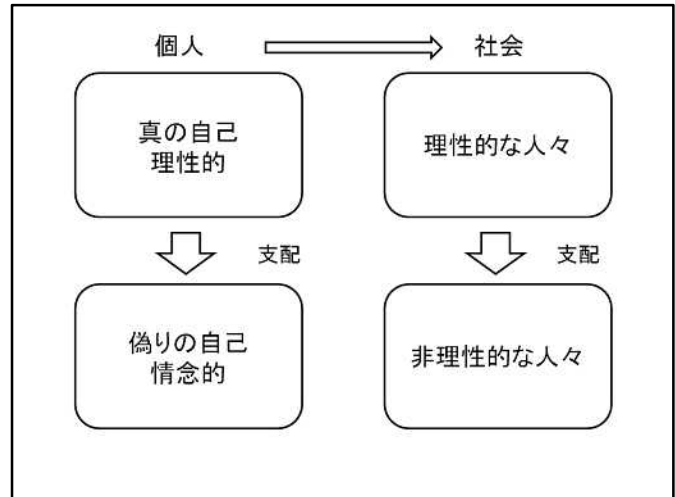 個人
社会
真の自己
理性的
理性的な人々
支配
支配
偽りの自己
情念的
非理性的な人々